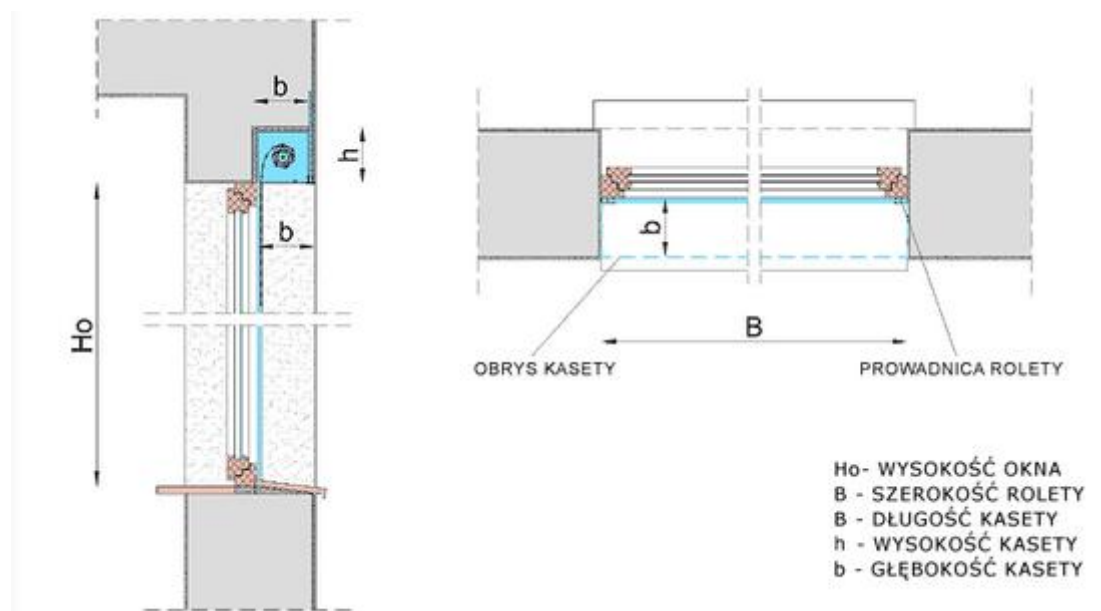 b
h
b
Ho
b
B
OBRYS KASETY
PROWADNICA ROLETY
Ho- WYSOKOŚĆ OKNA
B - SZEROKOŚĆ ROLETY
B - DŁUGOŚĆ KASETY
h - WYSOKOŚĆ KASETY
b - GŁĘBOKOŚĆ KASETY